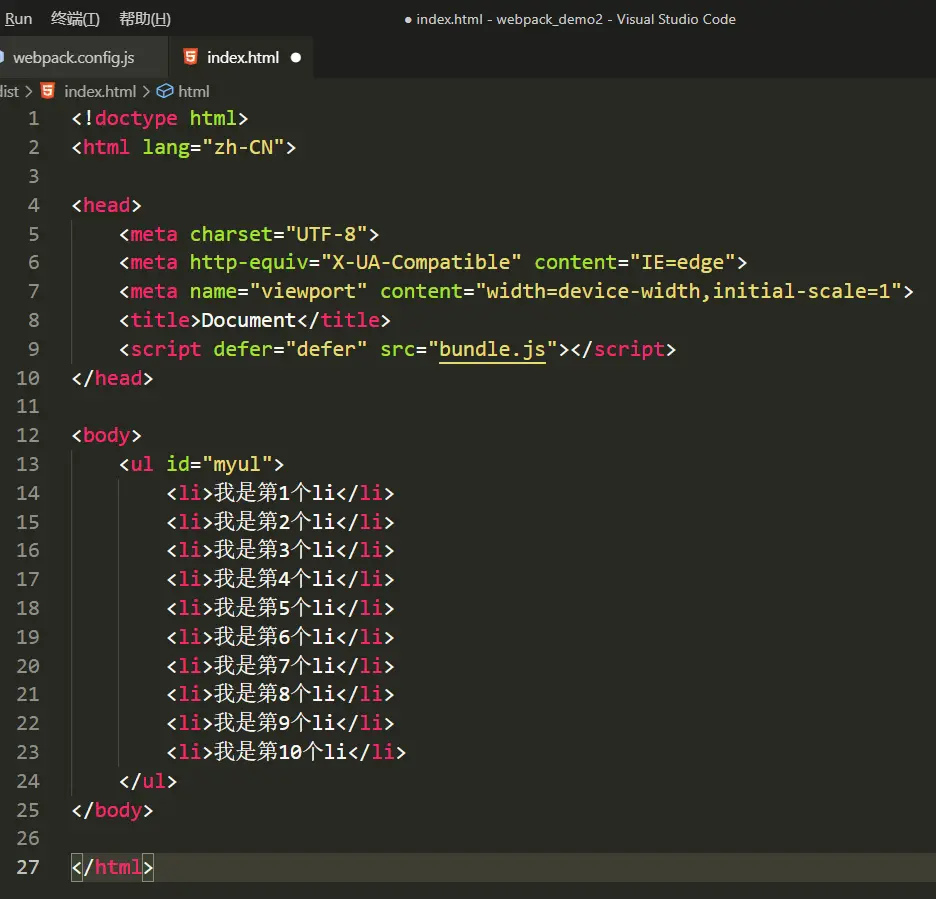 Run 终端(T) 帮助(H) ● index.html - webpack_demo2 - Visual Studio Code
webpack.config.js index.html ●
dist > index.html > html
1 <!doctype html>
2 <html lang="zh-CN">
3
4 <head>
5 <meta charset="UTF-8">
6 <meta http-equiv="X-UA-Compatible" content="IE=edge">
7 <meta name="viewport" content="width=device-width,initial-scale=1">
8 <title>Document</title>
9 <script defer="defer" src="bundle.js"></script>
10 </head>
11
12 <body>
13 <ul id="myul">
14 <li>我是第1个li</li>
15 <li>我是第2个li</li>
16 <li>我是第3个li</li>
17 <li>我是第4个li</li>
18 <li>我是第5个li</li>
19 <li>我是第6个li</li>
20 <li>我是第7个li</li>
21 <li>我是第8个li</li>
22 <li>我是第9个li</li>
23 <li>我是第10个li</li>
24 </ul>
25 </body>
26
27 </html>